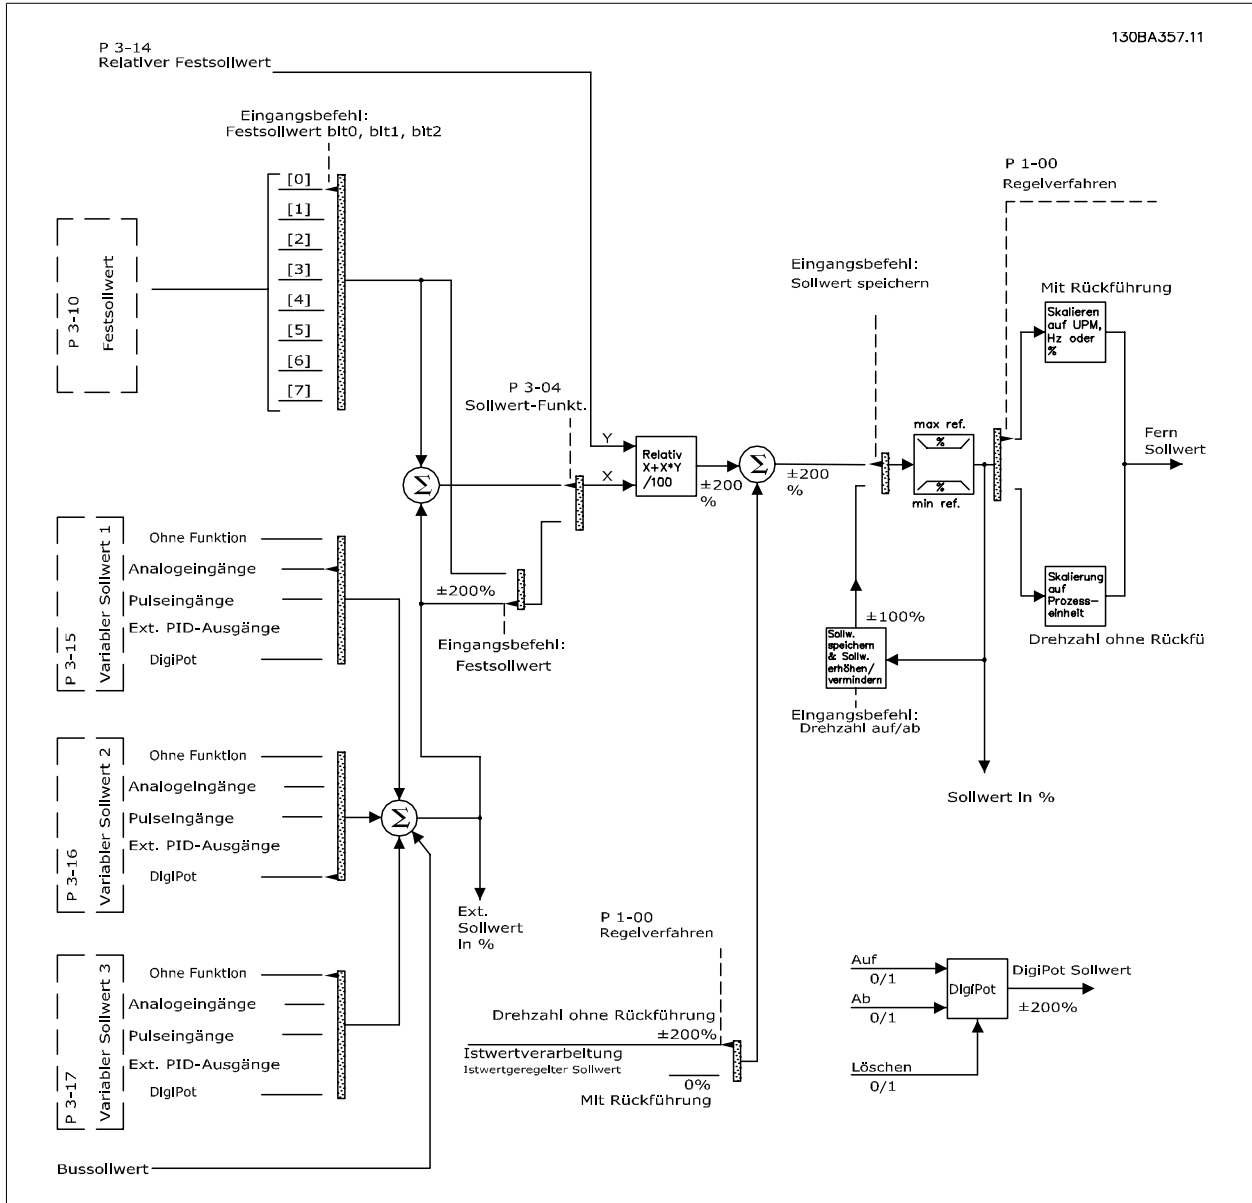 130BA357.11
P 3-14
Relativer Festsollwert
Eingangsbefehl:
Festsollwert bit0, bit1, bit2
P 1-00
Regelverfahren
[0]
[1]
[2]
[3]
[4]
[5]
[6]
[7]
P 3-10
Festsollwert
Eingangsbefehl:
Sollwert speichern
Mit Rückführung
Skalieren
auf UPM,
Hz oder
%
P 3-04
Sollwert-Funkt.
max ref.
%
%
min ref.
Fern
Sollwert
Y
X
Relativ
X+X*Y
/100
±200
%
Σ
±200
%
Σ
P 3-15
Variabler Sollwert 1
Ohne Funktion
Analogeingänge
Pulseingänge
Ext. PID-Ausgänge
DigiPot
±200%
Eingangsbefehl:
Festsollwert
Skalierung
auf
Prozess-
einheit
Drehzahl ohne Rückfü
±100%
Sollw.
speichern
& Sollw.
erhöhen/
vermindern
Eingangsbefehl:
Drehzahl auf/ab
Sollwert In %
P 3-16
Variabler Sollwert 2
Ohne Funktion
Analogeingänge
Pulseingänge
Ext. PID-Ausgänge
DigiPot
Σ
Ext.
Sollwert
In %
P 3-17
Variabler Sollwert 3
Ohne Funktion
Analogeingänge
Pulseingänge
Ext. PID-Ausgänge
DigiPot
P 1-00
Regelverfahren
Drehzahl ohne Rückführung
±200%
Istwertverarbeitung
Istwertgeregelter Sollwert
0%
Mit Rückführung
Auf
0/1
Ab
0/1
Löschen
0/1
DigiPot
DigiPot Sollwert
±200%
Bussollwert